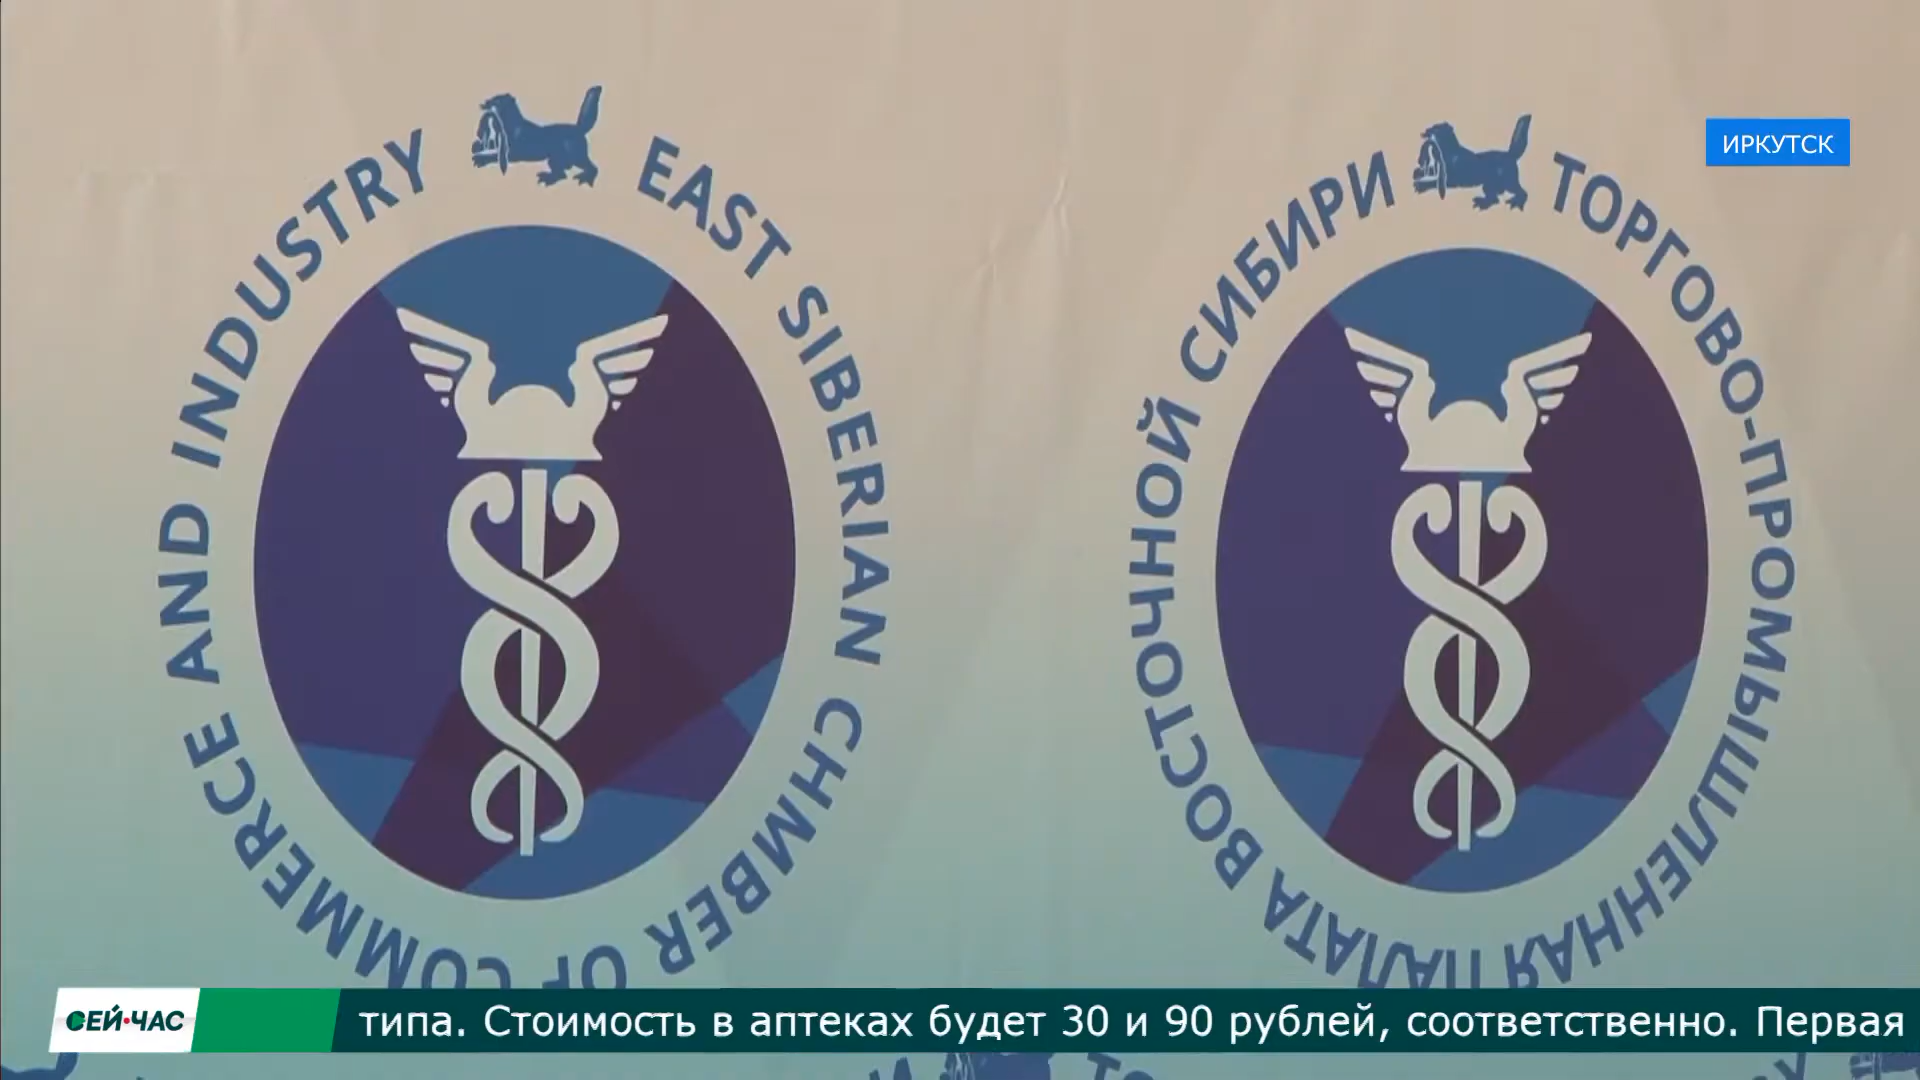 ИРКУТСК
EAST SIBERIAN CHMBER OF COMMERCE AND INDUSTRY
ТОРГОВО-ПРОМЫШЛЕННАЯ ПАЛАТА ВОСТОЧНОЙ СИБИРИ
СЕЙ·ЧАС
типа. Стоимость в аптеках будет 30 и 90 рублей, соответственно. Первая